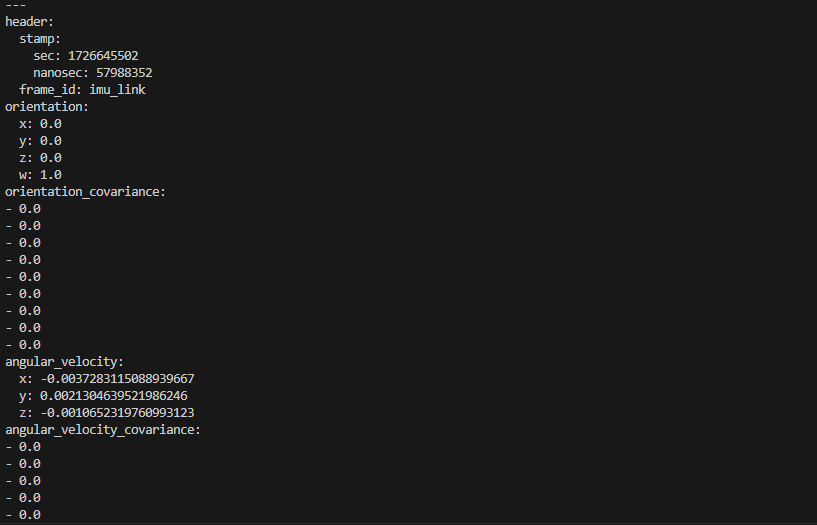 ---
header:
  stamp:
    sec: 1726645502
    nanosec: 57988352
  frame_id: imu_link
orientation:
  x: 0.0
  y: 0.0
  z: 0.0
  w: 1.0
orientation_covariance:
- 0.0
- 0.0
- 0.0
- 0.0
- 0.0
- 0.0
- 0.0
- 0.0
- 0.0
angular_velocity:
  x: -0.0037283115088939667
  y: 0.0021304639521986246
  z: -0.0010652319760993123
angular_velocity_covariance:
- 0.0
- 0.0
- 0.0
- 0.0
- 0.0